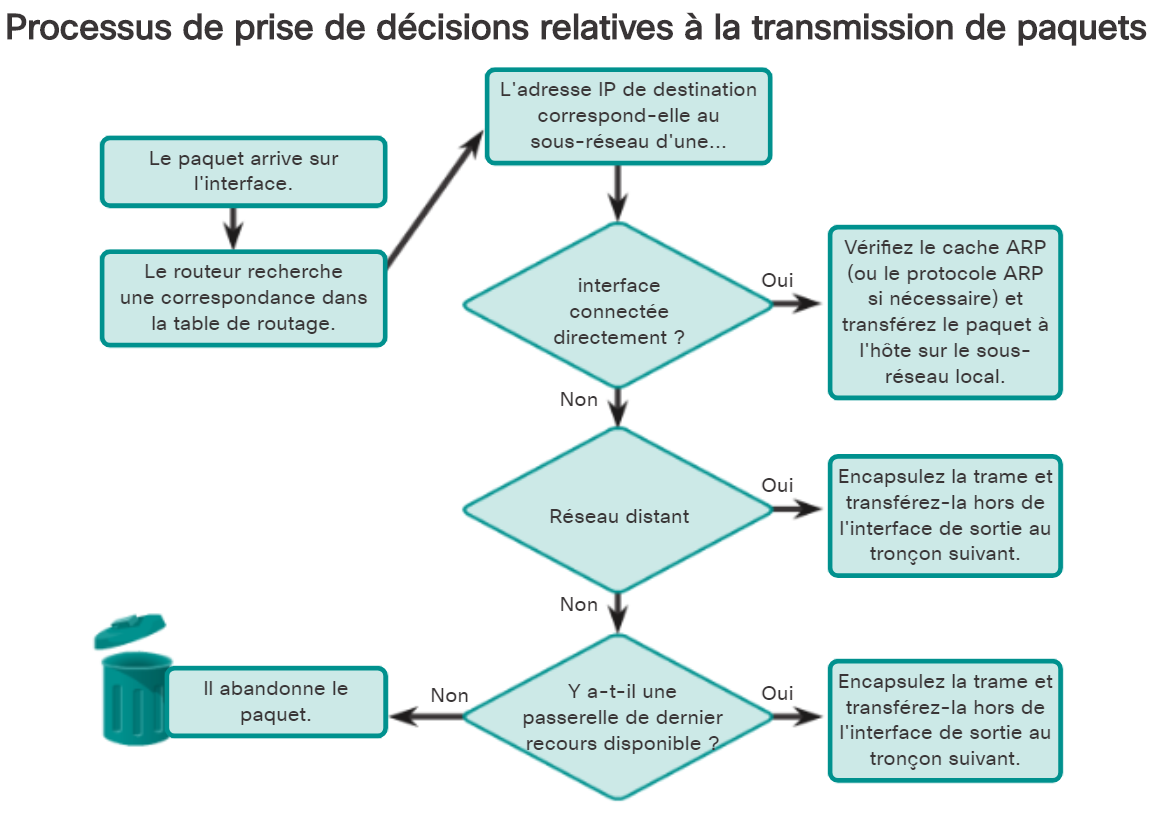 Processus de prise de décisions relatives à la transmission de paquets
Le paquet arrive sur
l'interface.
Le routeur recherche
une correspondance dans
la table de routage.
L'adresse IP de destination
correspond-elle au
sous-réseau d'une...
interface
connectée
directement ?
Oui
Vérifiez le cache ARP
(ou le protocole ARP
si nécessaire) et
transférez le paquet à
l'hôte sur le sous-
réseau local.
Non
Réseau distant
Oui
Encapsulez la trame et
transférez-la hors de
l'interface de sortie au
tronçon suivant.
Non
Y a-t-il une
passerelle de dernier
recours disponible ?
Oui
Encapsulez la trame et
transférez-la hors de
l'interface de sortie au
tronçon suivant.
Non
Il abandonne le
paquet.